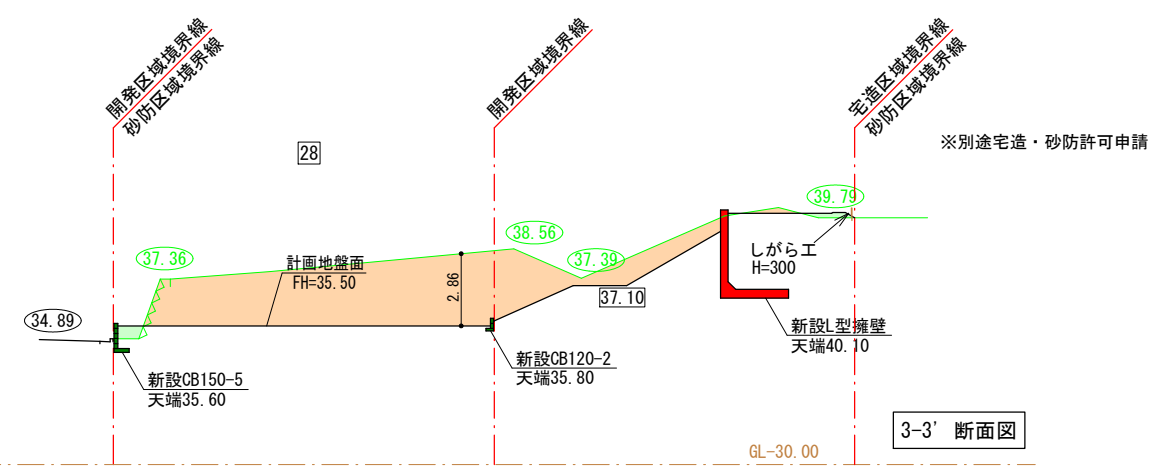 開発区域境界線
砂防区域境界線
開発区域境界線
宅造区域境界線
砂防区域境界線
※別途宅造・砂防許可申請
28
39.79
38.56
37.36
37.39
しがら工
H=300
計画地盤面
FH=35.50
2.86
37.10
34.89
新設L型擁壁
天端40.10
新設CB120-2
天端35.80
新設CB150-5
天端35.60
3-3' 断面図
GL-30.00